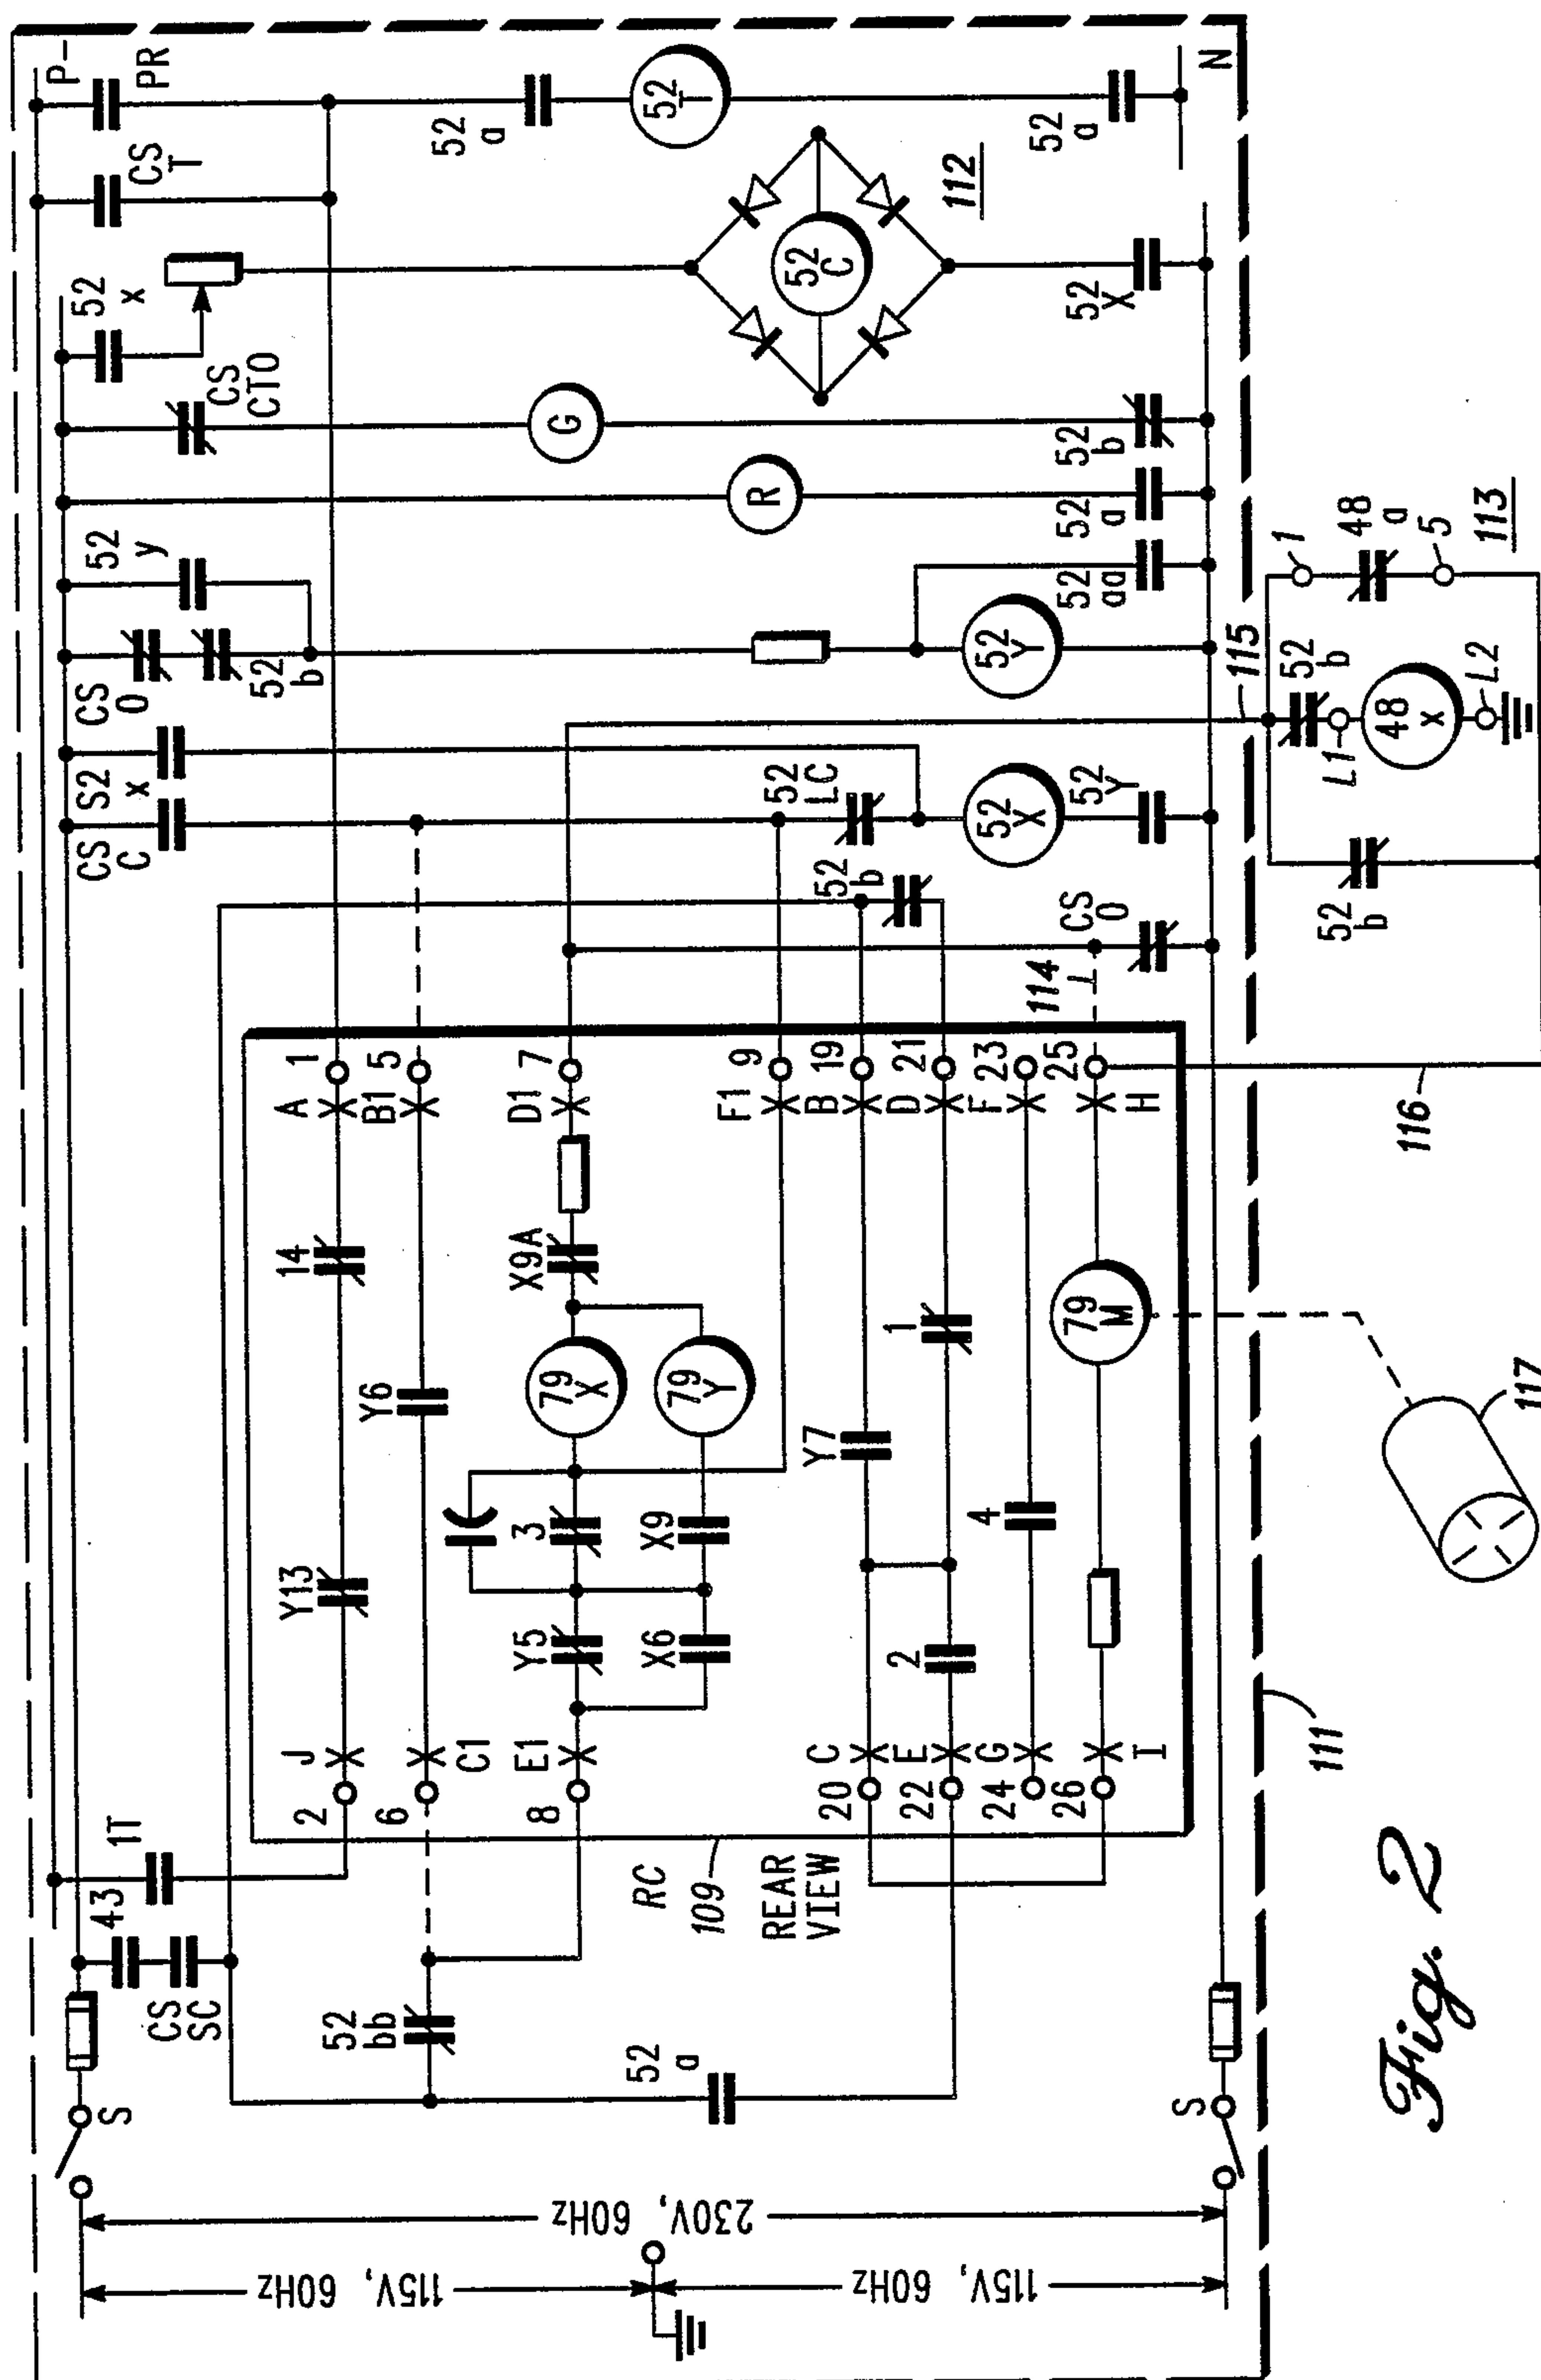 P-
PR
CS
T
52
x
CS
CTO
52
a
52
T
52
a
N
112
52
C
52
X
G
52
b
R
52
a
52
y
52
aa
CS
O
52
b
52
Y
115
S2
x
CS
C
52
LC
52
X
52
Y
52
b
CS
O
114
1
48
a
5
113
52
b
L1
48
x
L2
52
b
116
A
1
B1
5
D1
7
F1
9
B
19
D
21
F
23
H
25
14
Y13
Y6
X9A
79
X
79
Y
3
X9
Y5
X6
Y7
1
2
4
79
M
117
J
2
C1
6
E1
8
C
20
E
22
G
24
I
26
1T
43
CS
SC
RC
109
REAR
VIEW
52
bb
52
a
111
S
S
230V, 60Hz
115V, 60Hz
115V, 60Hz
Fig. 2